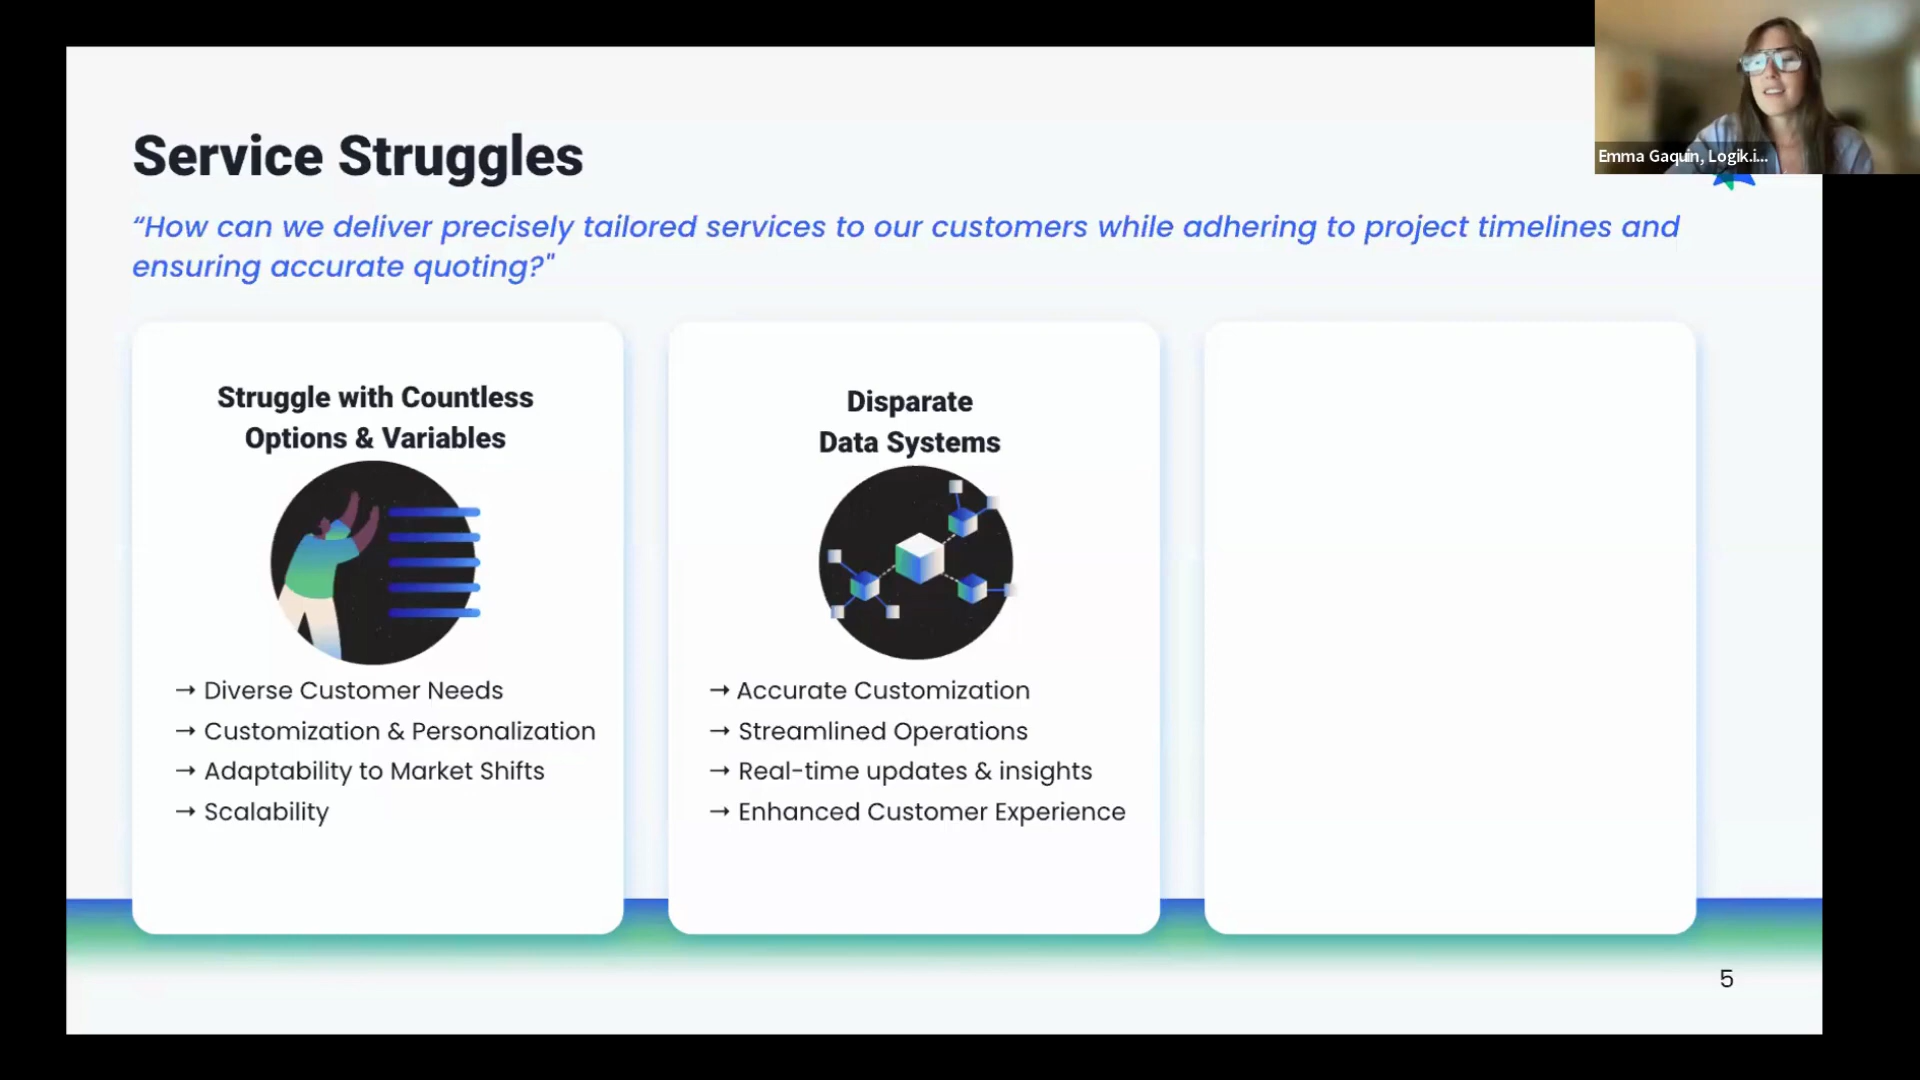 Emma Gaquin, Logik.i...
Service Struggles
“How can we deliver precisely tailored services to our customers while adhering to project timelines and
ensuring accurate quoting?"
Struggle with Countless
Options & Variables
→ Diverse Customer Needs
→ Customization & Personalization
→ Adaptability to Market Shifts
→ Scalability
Disparate
Data Systems
→ Accurate Customization
→ Streamlined Operations
→ Real-time updates & insights
→ Enhanced Customer Experience
5